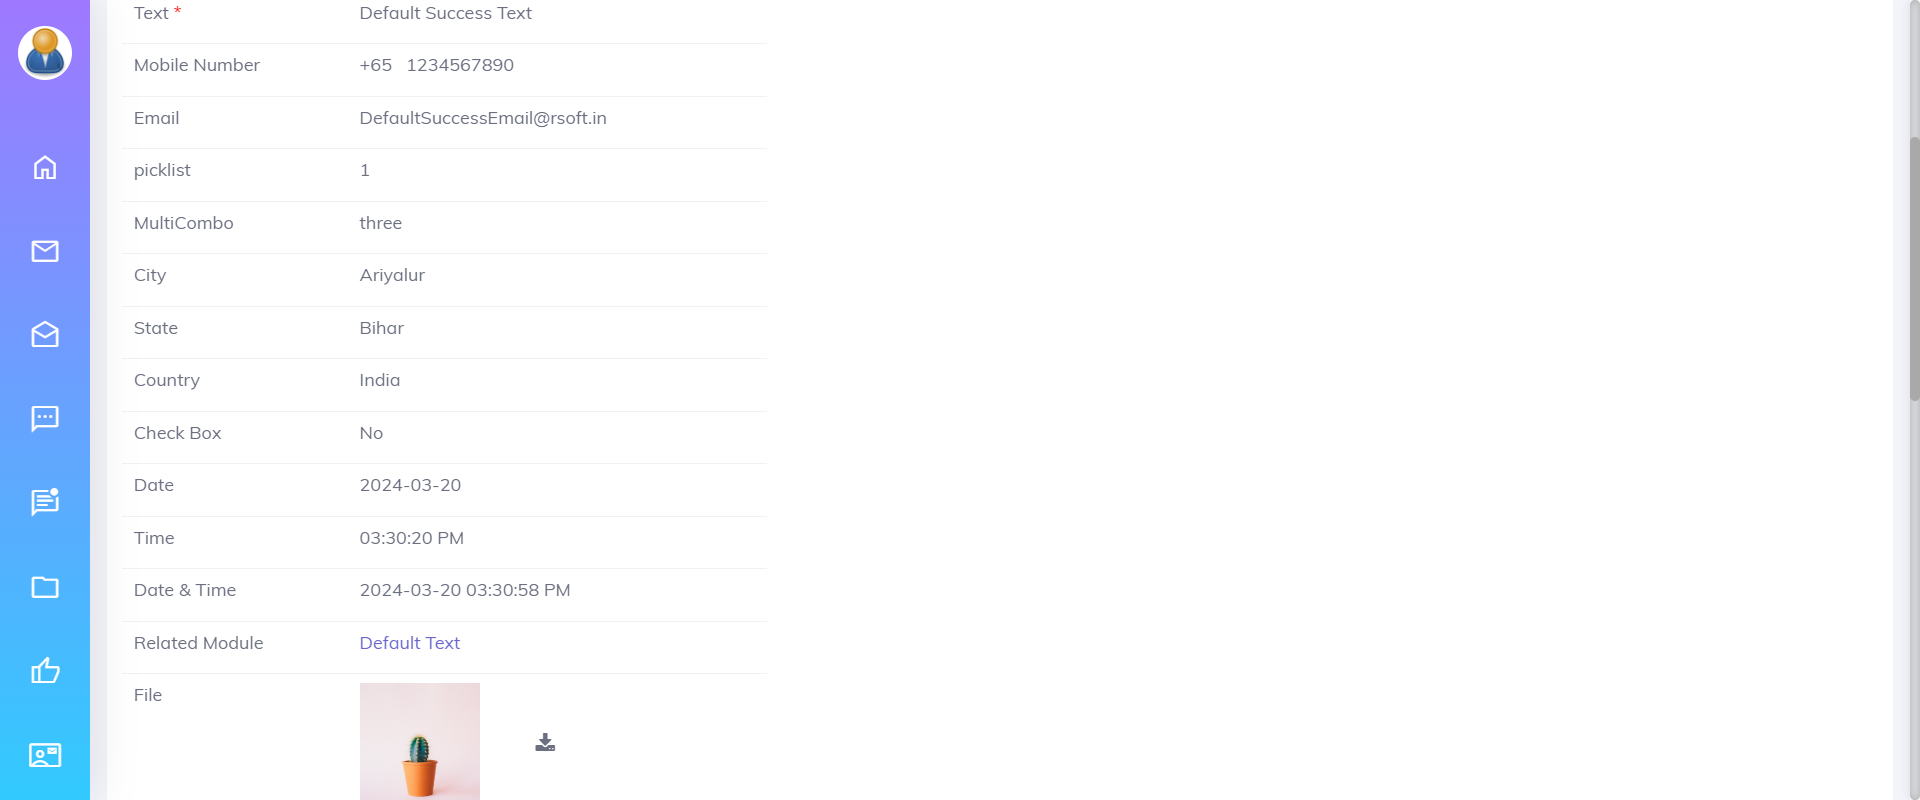 Text * Default Success Text
Mobile Number +65 1234567890
Email DefaultSuccessEmail@rsoft.in
picklist 1
MultiCombo three
City Ariyalur
State Bihar
Country India
Check Box No
Date 2024-03-20
Time 03:30:20 PM
Date & Time 2024-03-20 03:30:58 PM
Related Module Default Text
File